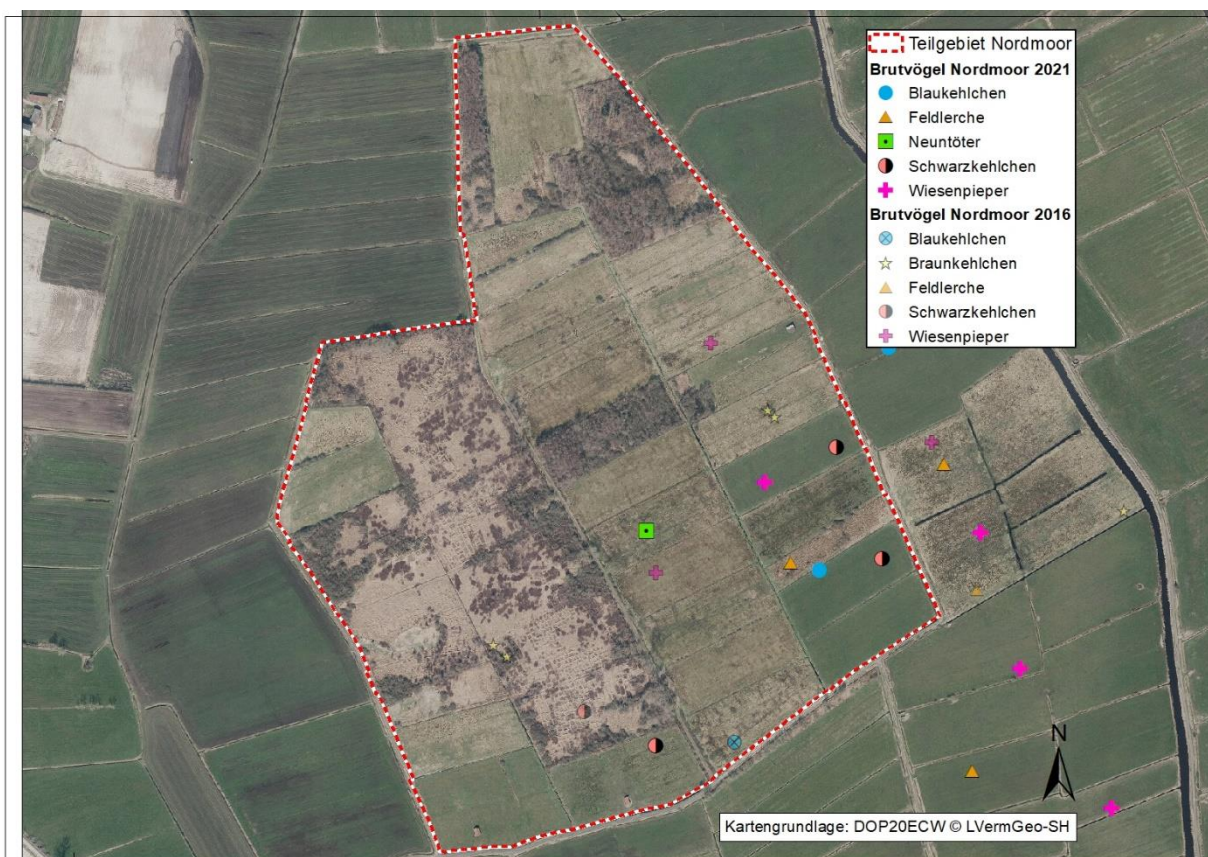 Teilgebiet Nordmoor
Brutvögel Nordmoor 2021
Blaukehlchen
Feldlerche
Neuntöter
Schwarzkehlchen
Wiesenpieper
Brutvögel Nordmoor 2016
Blaukehlchen
Braunkehlchen
Feldlerche
Schwarzkehlchen
Wiesenpieper
N
Kartengrundlage: DOP20ECW © LVermGeo-SH